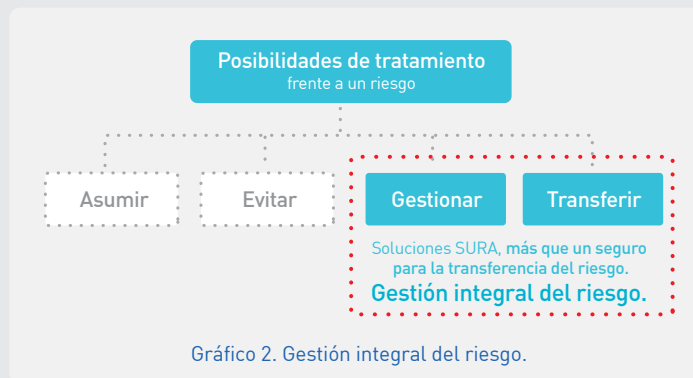 Posibilidades de tratamiento
frente a un riesgo
Asumir
Evitar
Gestionar
Transferir
Soluciones SURA, más que un seguro
para la transferencia del riesgo.
Gestión integral del riesgo.
Gráfico 2. Gestión integral del riesgo.